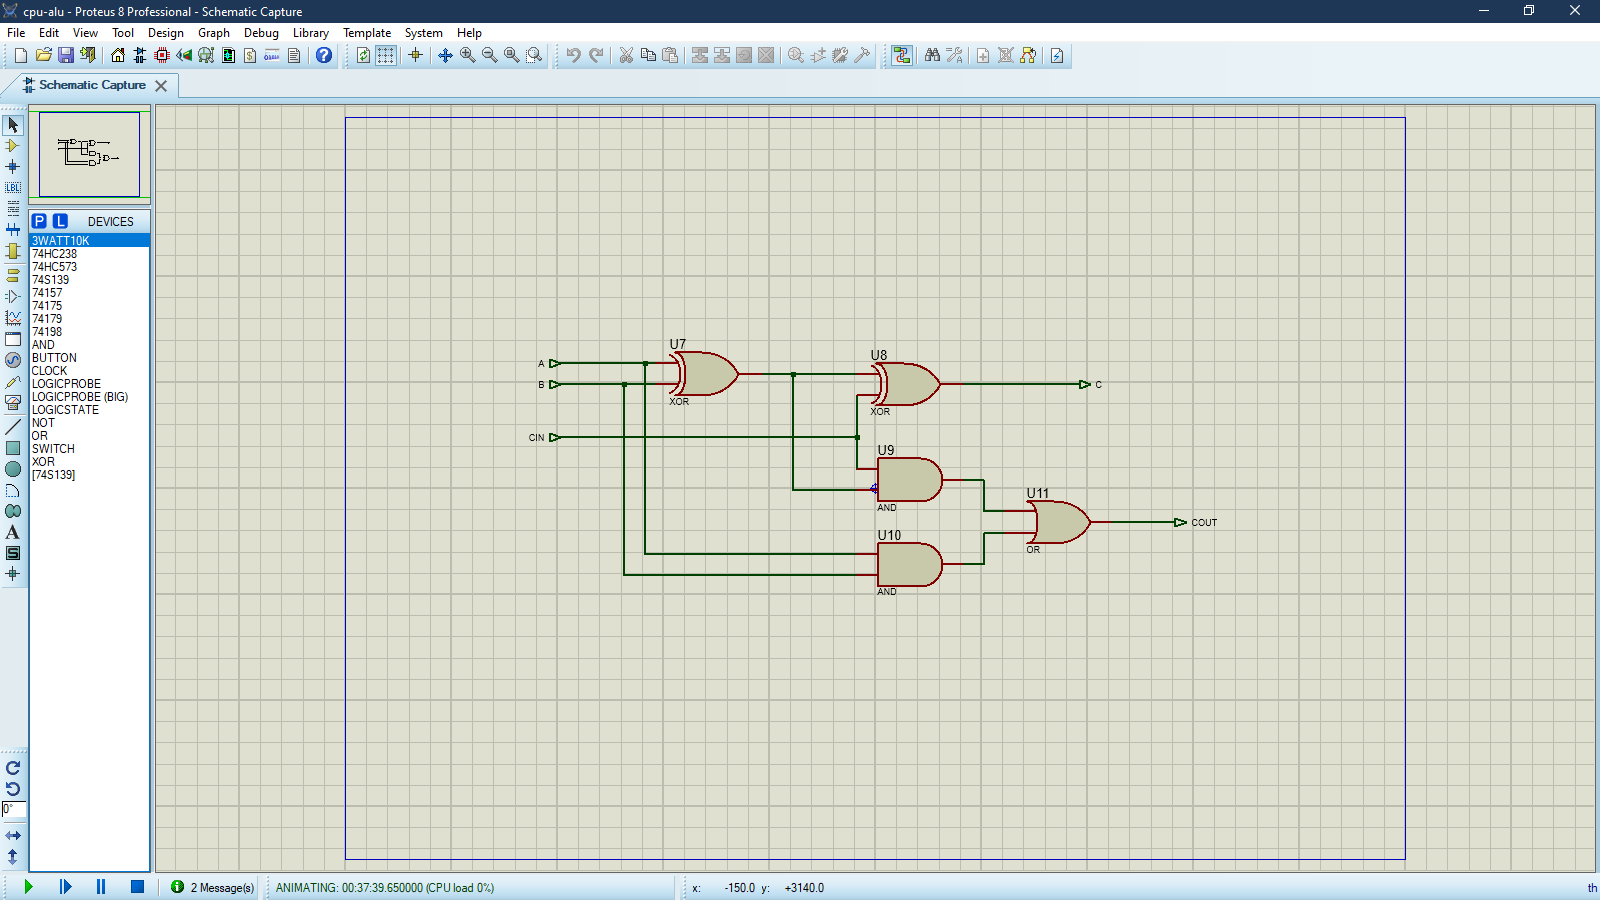 cpu-alu - Proteus 8 Professional - Schematic Capture
File Edit View Tool Design Graph Debug Library Template System Help
Schematic Capture
P L DEVICES
3WATT10K
74HC238
74HC573
74S139
74157
74175
74179
74198
AND
BUTTON
CLOCK
LOGICPROBE
LOGICPROBE (BIG)
LOGICSTATE
NOT
OR
SWITCH
XOR
[74S139]
LBL
A
S
0°
U7
A
B
XOR
U8
C
XOR
CIN
U9
AND
U11
COUT
OR
U10
AND
2 Message(s) ANIMATING: 00:37:39.650000 (CPU load 0%) x: -150.0 y: +3140.0 th